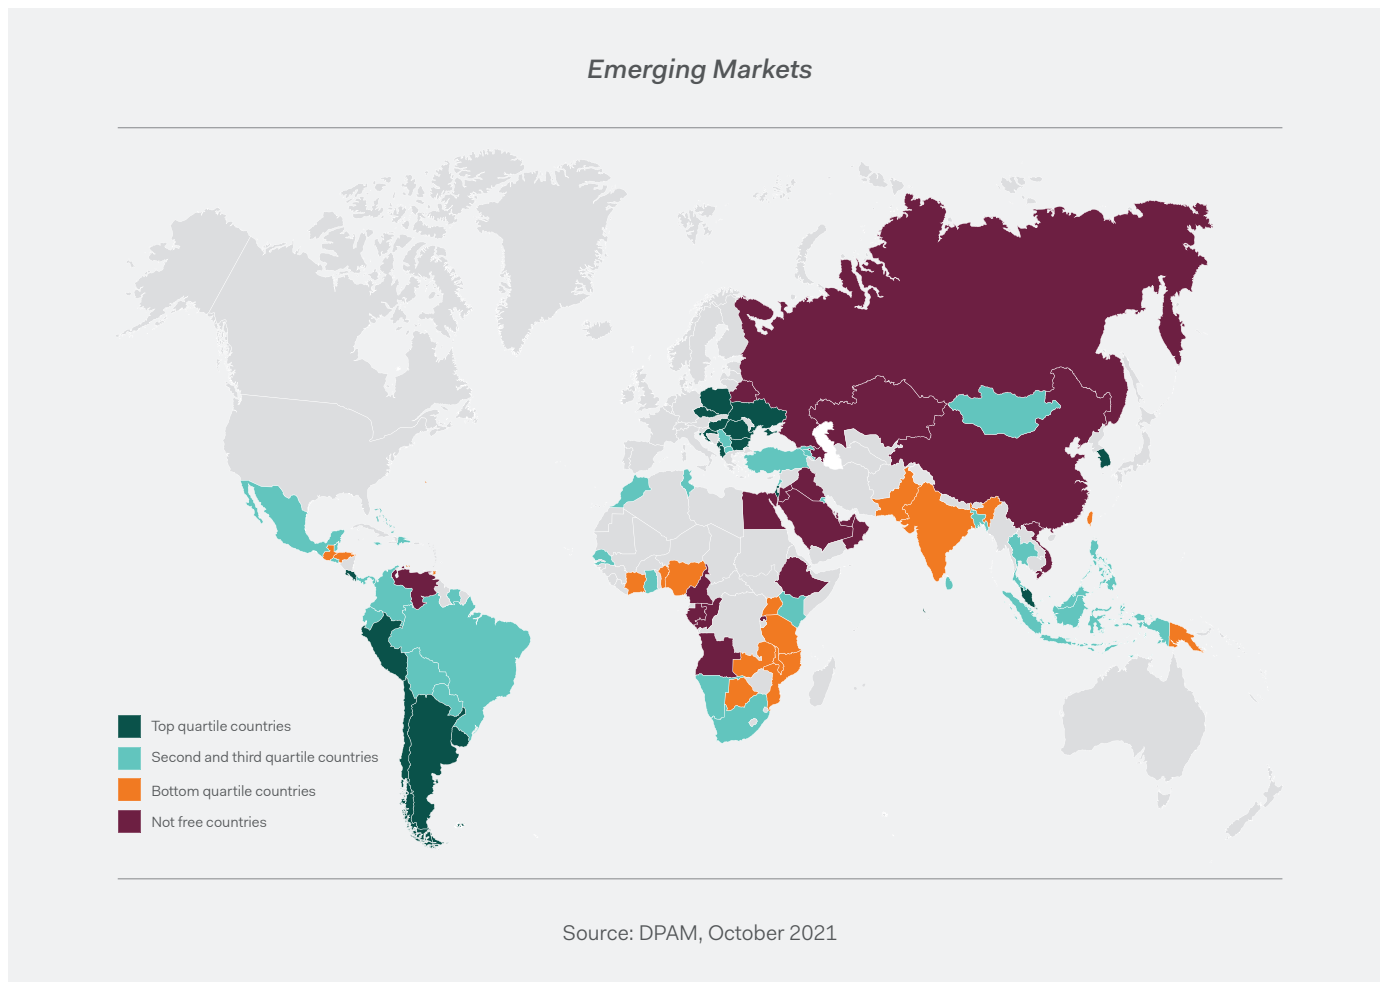 Emerging Markets
Top quartile countries
Second and third quartile countries
Bottom quartile countries
Not free countries
Source: DPAM, October 2021